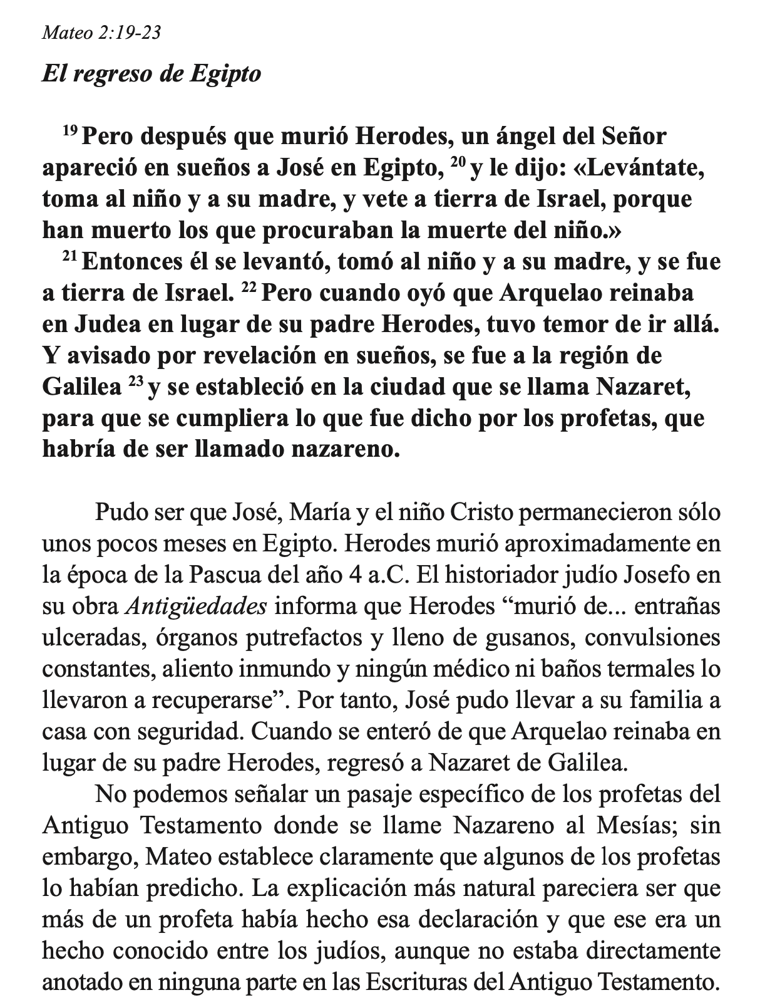 Mateo 2:19-23
El regreso de Egipto
19 Pero después que murió Herodes, un ángel del Señor
apareció en sueños a José en Egipto, 20 y le dijo: «Levántate,
toma al niño y a su madre, y vete a tierra de Israel, porque
han muerto los que procuraban la muerte del niño.»
21 Entonces él se levantó, tomó al niño y a su madre, y se fue
a tierra de Israel. 22 Pero cuando oyó que Arquelao reinaba
en Judea en lugar de su padre Herodes, tuvo temor de ir allá.
Y avisado por revelación en sueños, se fue a la región de
Galilea 23 y se estableció en la ciudad que se llama Nazaret,
para que se cumpliera lo que fue dicho por los profetas, que
habría de ser llamado nazareno.
Pudo ser que José, María y el niño Cristo permanecieron sólo
unos pocos meses en Egipto. Herodes murió aproximadamente en
la época de la Pascua del año 4 a.C. El historiador judío Josefo en
su obra Antigüedades informa que Herodes “murió de... entrañas
ulceradas, órganos putrefactos y lleno de gusanos, convulsiones
constantes, aliento inmundo y ningún médico ni baños termales lo
llevaron a recuperarse”. Por tanto, José pudo llevar a su familia a
casa con seguridad. Cuando se enteró de que Arquelao reinaba en
lugar de su padre Herodes, regresó a Nazaret de Galilea.
No podemos señalar un pasaje específico de los profetas del
Antiguo Testamento donde se llame Nazareno al Mesías; sin
embargo, Mateo establece claramente que algunos de los profetas
lo habían predicho. La explicación más natural pareciera ser que
más de un profeta había hecho esa declaración y que ese era un
hecho conocido entre los judíos, aunque no estaba directamente
anotado en ninguna parte en las Escrituras del Antiguo Testamento.